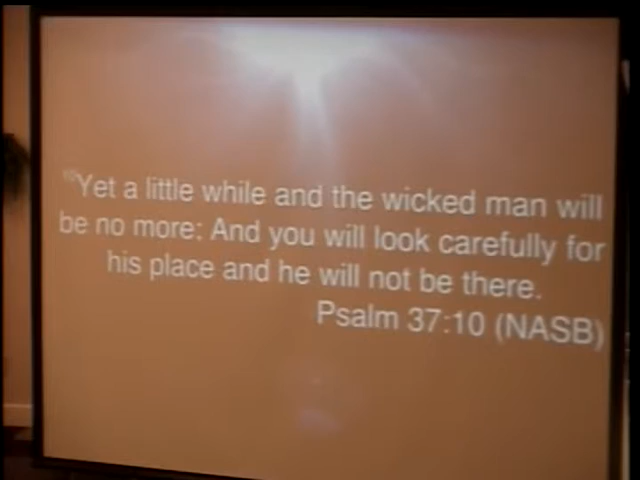 10 Yet a little while and the wicked man will
be no more: And you will look carefully for
his place and he will not be there.
Psalm 37:10 (NASB)